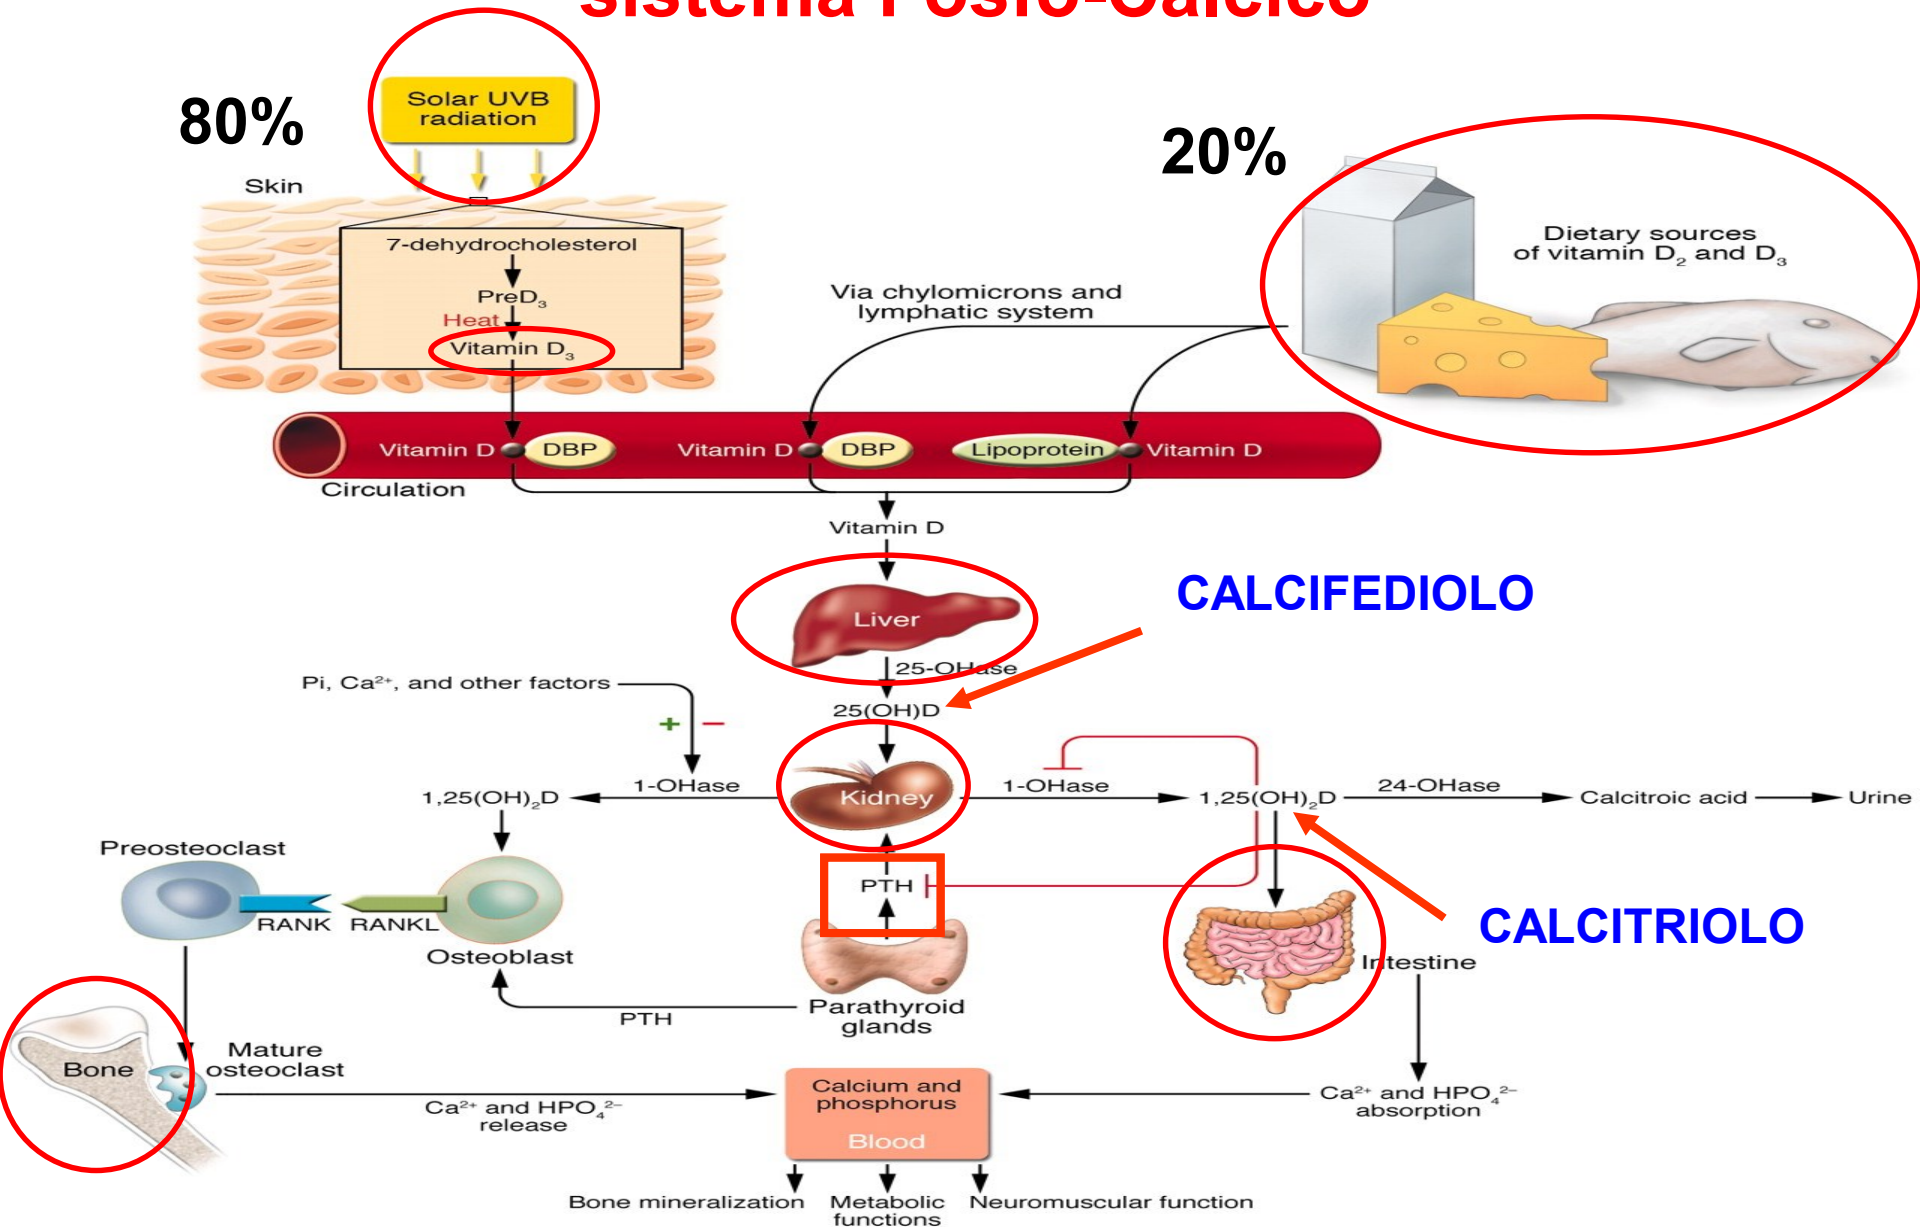 sistema Fosfo-Calcico
80%
Solar UVB
radiation
20%
Skin
7-dehydrocholesterol
PreD₃
Heat
Vitamin D₃
Via chylomicrons and
lymphatic system
Dietary sources
of vitamin D₂ and D₃
Vitamin D DBP
Vitamin D DBP
Lipoprotein Vitamin D
Circulation
Vitamin D
Liver
CALCIFEDIOLO
25-OHase
25(OH)D
Pi, Ca²⁺, and other factors
+ −
1-OHase
1,25(OH)₂D
Kidney
1-OHase
1,25(OH)₂D
24-OHase
Calcitroic acid
Urine
Preosteoclast
RANK
RANKL
Osteoblast
PTH
PTH
Parathyroid
glands
CALCITRIOLO
Intestine
Bone
Mature
osteoclast
Ca²⁺ and HPO₄²⁻
release
Calcium and
phosphorus
Blood
Ca²⁺ and HPO₄²⁻
absorption
Bone mineralization
Metabolic
functions
Neuromuscular function